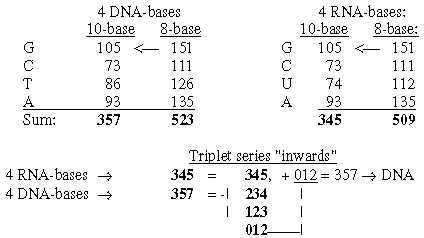 4 DNA-bases 4 RNA-bases:
10-base 8-base 10-base 8-base:
G 105 <— 151 G 105 <— 151
C 73 111 C 73 111
T 86 126 U 74 112
A 93 135 A 93 135
Sum: 357 523 345 509
Triplet series "inwards"
4 RNA-bases → 345 = 345, + 012 = 357 → DNA
4 DNA-bases → 357 = -| 234 |
| 123 |
012——|